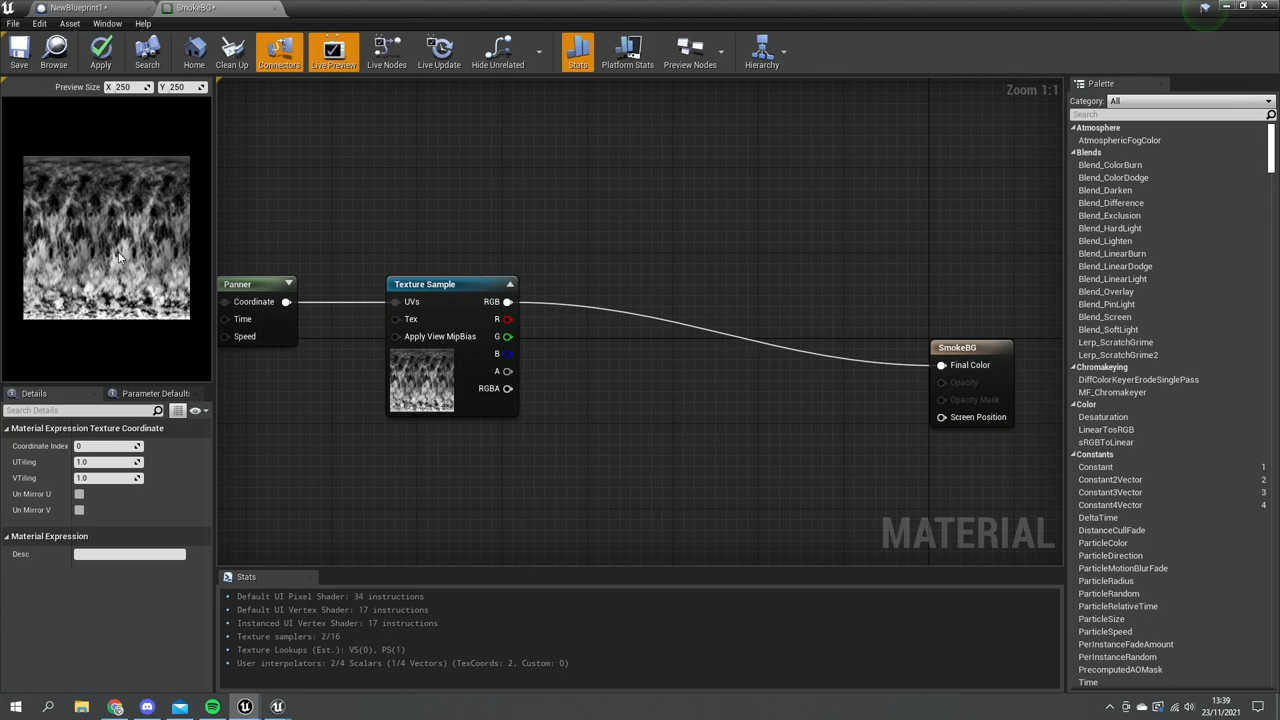 NewBlueprint1*
SmokeBG*
File
Edit
Asset
Window
Help
Save
Browse
Apply
Search
Home
Clean Up
Connectors
Live Preview
Live Nodes
Live Update
Hide Unrelated
Stats
Platform Stats
Preview Nodes
Hierarchy
Preview Size X 250 Y 250
Zoom 1:1
Panner
Coordinate
Time
Speed
Texture Sample
UVs RGB
Tex R
Apply View MipBias G
B
A
RGBA
SmokeBG
Final Color
Opacity
Opacity Mask
Screen Position
MATERIAL
Details
Parameter Default:
Search Details
Material Expression Texture Coordinate
Coordinate Index 0
UTiling 1.0
VTiling 1.0
Un Mirror U
Un Mirror V
Material Expression
Desc
Stats
Default UI Pixel Shader: 34 instructions
Default UI Vertex Shader: 17 instructions
Instanced UI Vertex Shader: 17 instructions
Texture samplers: 2/16
Texture Lookups (Est.): VS(0), PS(1)
User interpolators: 2/4 Scalars (1/4 Vectors) (TexCoords: 2, Custom: 0)
Palette
Category: All
Search
Atmosphere
AtmosphericFogColor
Blends
Blend_ColorBurn
Blend_ColorDodge
Blend_Darken
Blend_Difference
Blend_Exclusion
Blend_HardLight
Blend_Lighten
Blend_LinearBurn
Blend_LinearDodge
Blend_LinearLight
Blend_Overlay
Blend_PinLight
Blend_Screen
Blend_SoftLight
Lerp_ScratchGrime
Lerp_ScratchGrime2
Chromakeying
DiffColorKeyerErodeSinglePass
MF_Chromakeyer
Color
Desaturation
LinearTosRGB
sRGBToLinear
Constants
Constant 1
Constant2Vector 2
Constant3Vector 3
Constant4Vector 4
DeltaTime
DistanceCullFade
ParticleColor
ParticleDirection
ParticleMotionBlurFade
ParticleRadius
ParticleRandom
ParticleRelativeTime
ParticleSize
ParticleSpeed
PerInstanceFadeAmount
PerInstanceRandom
PrecomputedAOMask
Time
13:39
23/11/2021